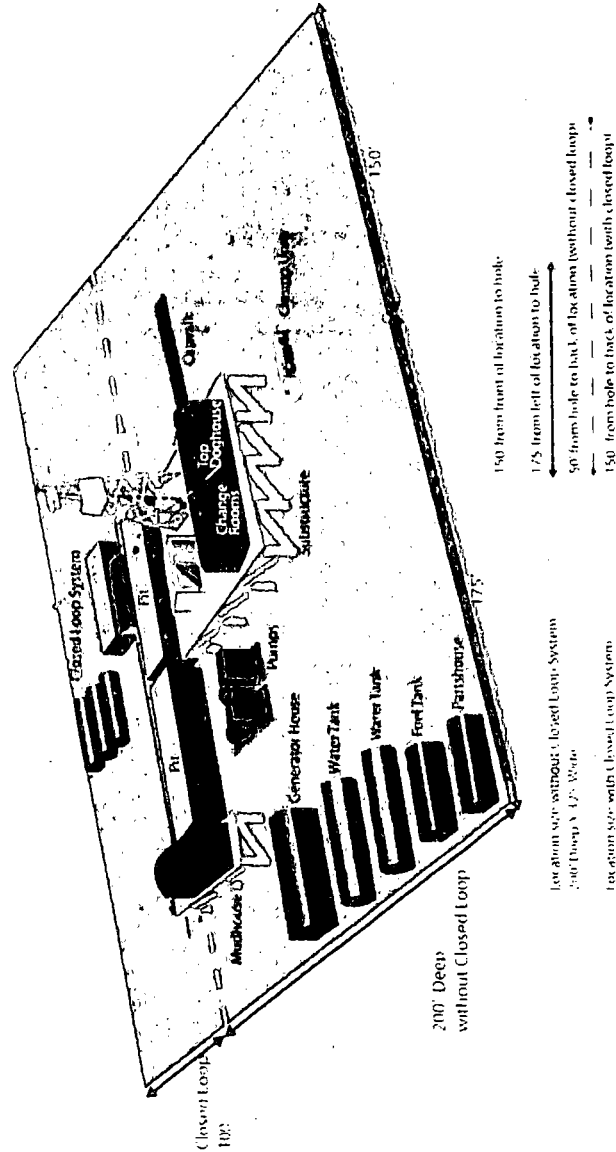 Closed Loop
100'
200' Deep
without Closed Loop
Closed Loop System
Pit
Pit
Mudhouse
Generator House
Water Tank
Water Tank
Fuel Tank
Partshouse
Pumps
Change
Rooms
Top
Doghouse
Substructure
Catwalk
175'
150'
Location size without Closed Loop System
Location size with Closed Loop System
150 from front of location to hole
175 from left of location to hole
50' from hole to back of location (without closed loop)
150' from hole to back of location (with closed loop)